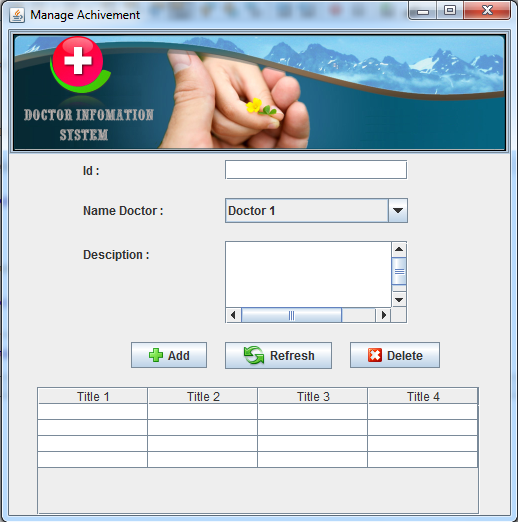 Manage Achivement
DOCTOR INFOMATION
SYSTEM
Id :
Name Doctor :
Doctor 1
Desciption :
Add
Refresh
Delete
Title 1
Title 2
Title 3
Title 4